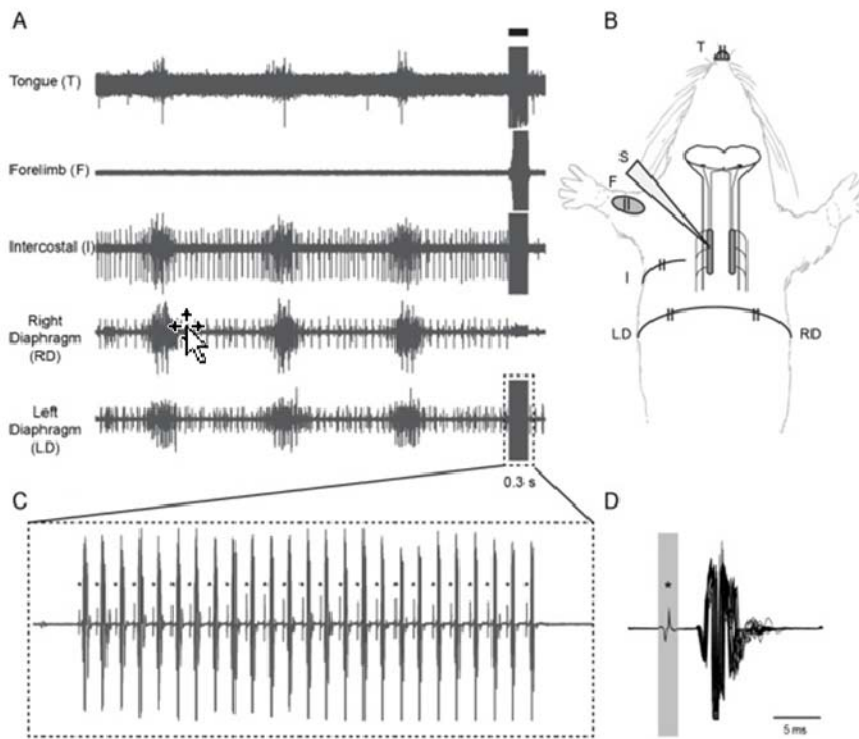 A
B
Tongue (T)
Forelimb (F)
Intercostal (I)
Right
Diaphragm
(RD)
Left
Diaphragm
(LD)
0.3 s
T
S
F
I
LD
RD
C
* * * * * * * * * * * * * * * * * * * * * * * * *
D
*
5 ms